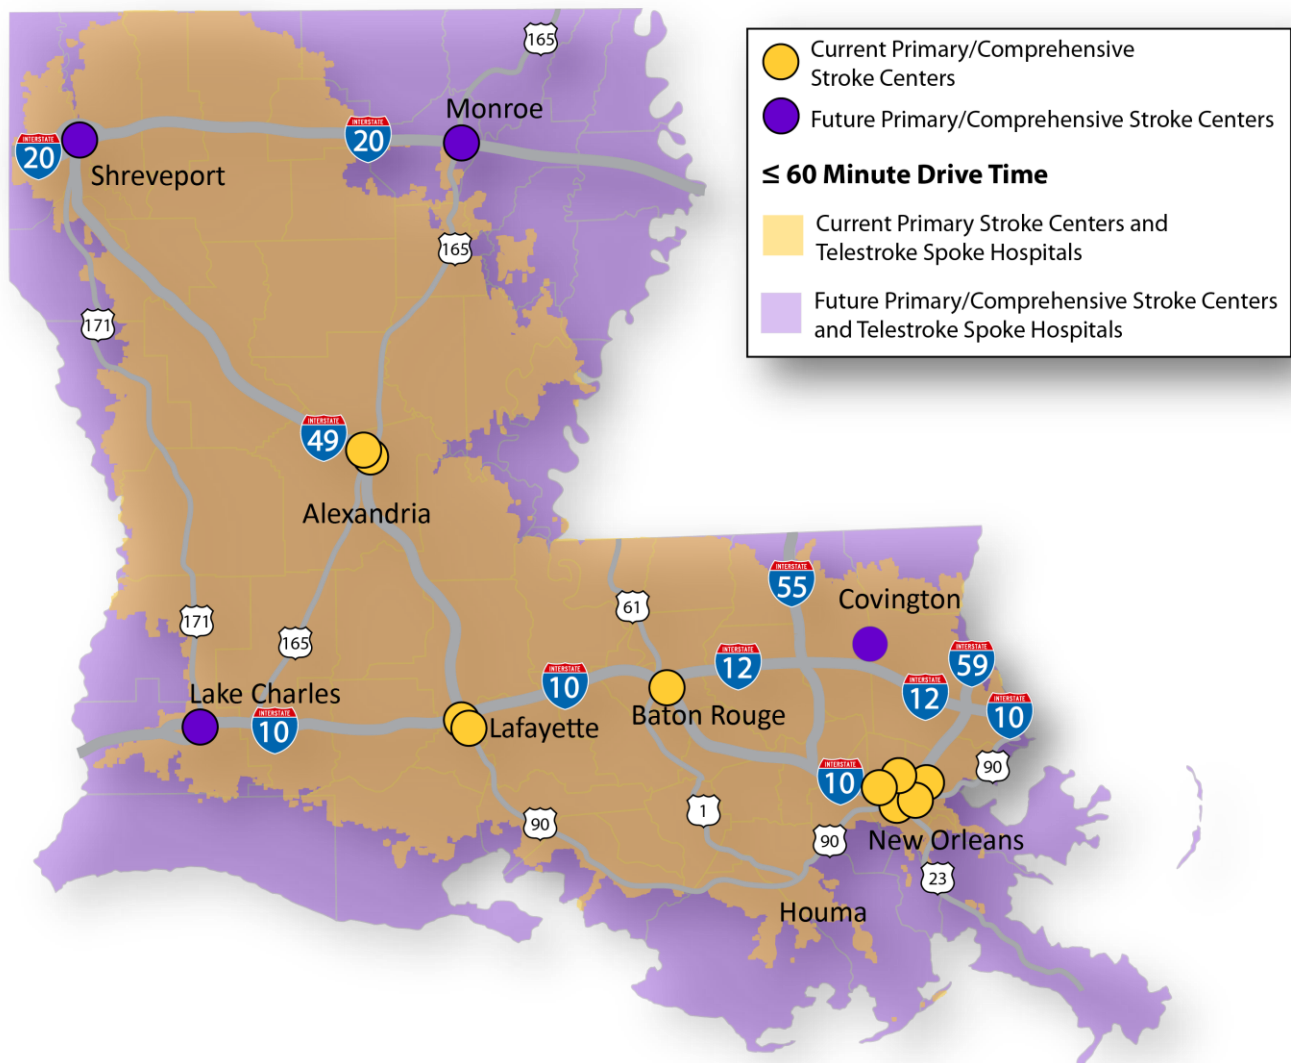 165
Current Primary/Comprehensive
Stroke Centers
Monroe
Future Primary/Comprehensive Stroke Centers
INTERSTATE
20
INTERSTATE
20
Shreveport
≤ 60 Minute Drive Time
Current Primary Stroke Centers and
Telestroke Spoke Hospitals
165
Future Primary/Comprehensive Stroke Centers
and Telestroke Spoke Hospitals
171
INTERSTATE
49
Alexandria
INTERSTATE
55
Covington
61
171
165
INTERSTATE
59
INTERSTATE
12
INTERSTATE
10
INTERSTATE
12
Lake Charles
INTERSTATE
10
Lafayette
Baton Rouge
INTERSTATE
10
INTERSTATE
10
90
1
90
90
New Orleans
23
Houma